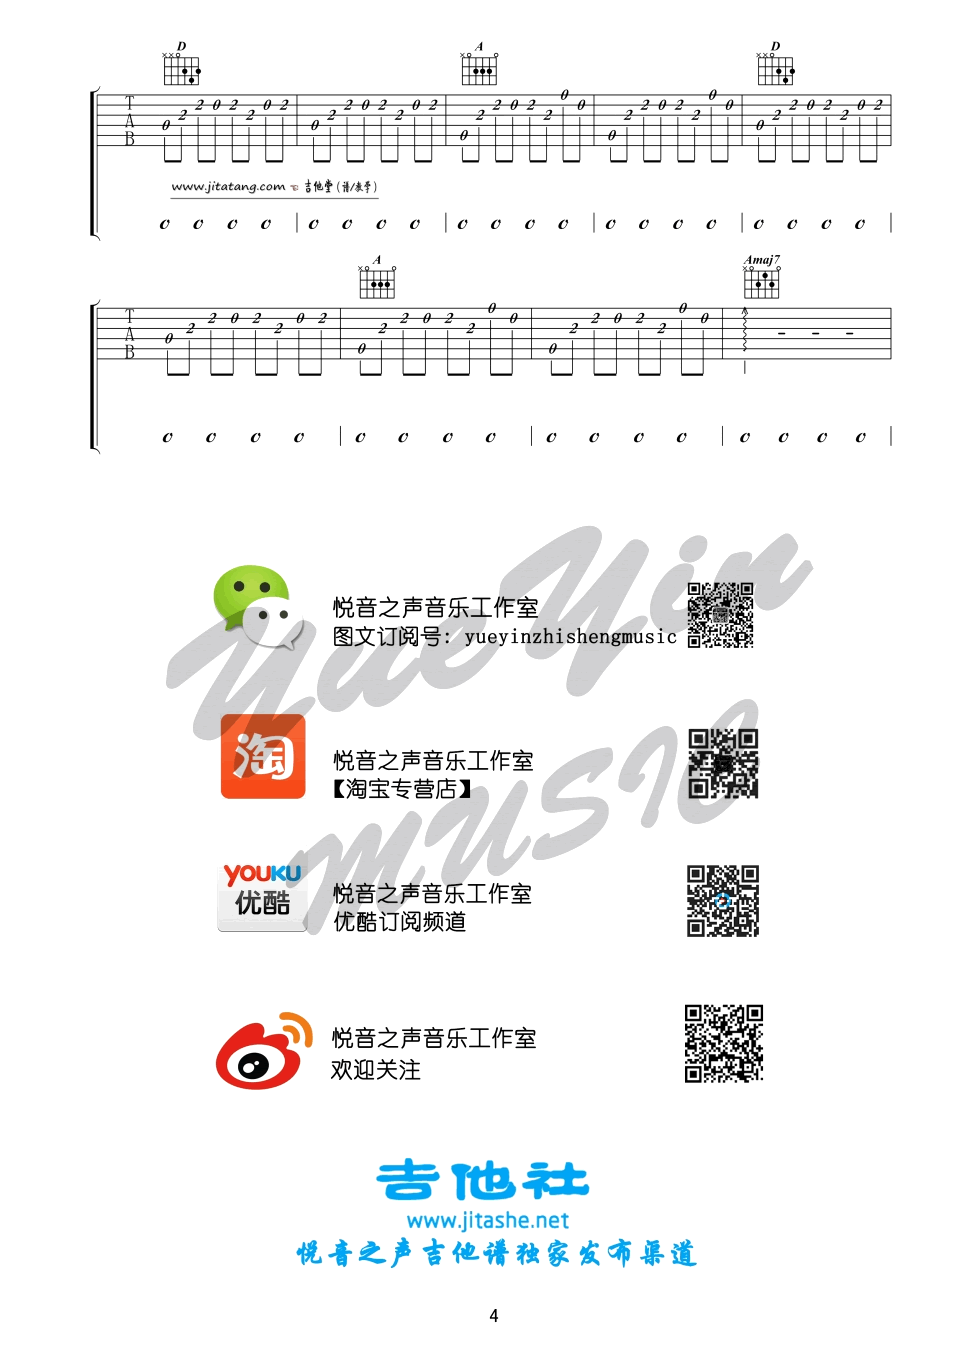 D A D
T 0 2 2 0 2 2 0 2 0 2 2 0 2 2 0 2 0 2 2 0 2 2 0 0 0 2 2 0 2 2 0 0 0 2 2 0 2 2 0 2
A
B
www.jitatang.com ☜ 吉他堂(谱/教学)
A Amaj7
T 0 2 2 0 2 2 0 2 0 2 2 0 2 2 0 0 0 2 2 0 2 2 0 0 - - -
A
B
YueYin
MUSIC
悦音之声音乐工作室
图文订阅号: yueyinzhishengmusic
淘
悦音之声音乐工作室
【淘宝专营店】
YOUKU
优酷
悦音之声音乐工作室
优酷订阅频道
悦音之声音乐工作室
欢迎关注
吉他社
www.jitashe.net
悦音之声吉他谱独家发布渠道
4